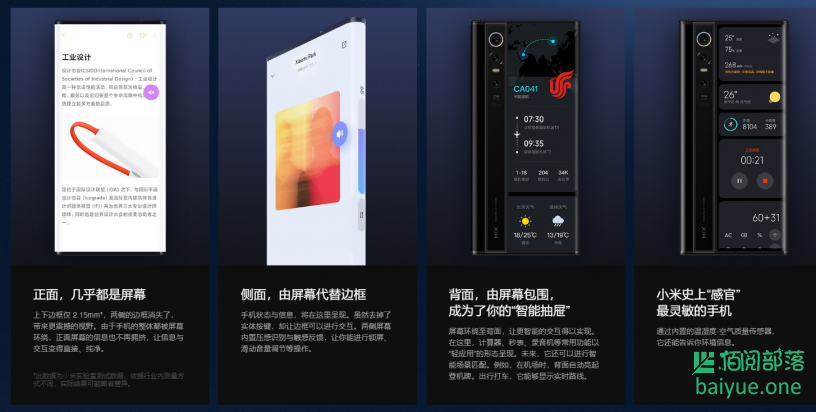 工业设计
CA041
07:30
09:35
1-18
204
34K
18/25℃
13/19℃
MIX
25°
75%
268
26°
8104
389
00:21
60+31
AC
%
正面，几乎都是屏幕
上下边框仅 2.15mm*，两侧的边框消失了，
带来更震撼的视野。由于手机的整体都被屏幕
环绕，正面屏幕的信息也不再拥挤，让信息与
交互变得直接、纯净。
*此数据为小米实验室测试数据，依据行业内测量方
式不同，实际结果可能略有差异。
侧面，由屏幕代替边框
手机状态与信息，将在这里呈现。虽然去掉了
实体按键，却让边框可以进行交互。两侧屏幕
内置压感识别与触感反馈，让你能进行锁屏、
滑动音量调节等操作。
背面，由屏幕包围，
成为了你的“智能抽屉”
屏幕环绕至背面，让更智能的交互得以实现。
在这里，计算器、秒表、录音机等常用功能以
“轻应用”的形态呈现。未来，它还可以进行智
能场景匹配。例如，在机场时，背面自动亮起
登机牌。出行打车，它能够显示实时路线。
小米史上“感官”
最灵敏的手机
通过内置的温湿度·空气质量传感器，
它还能告诉你环境信息。
佰阅部落
baiyue.one